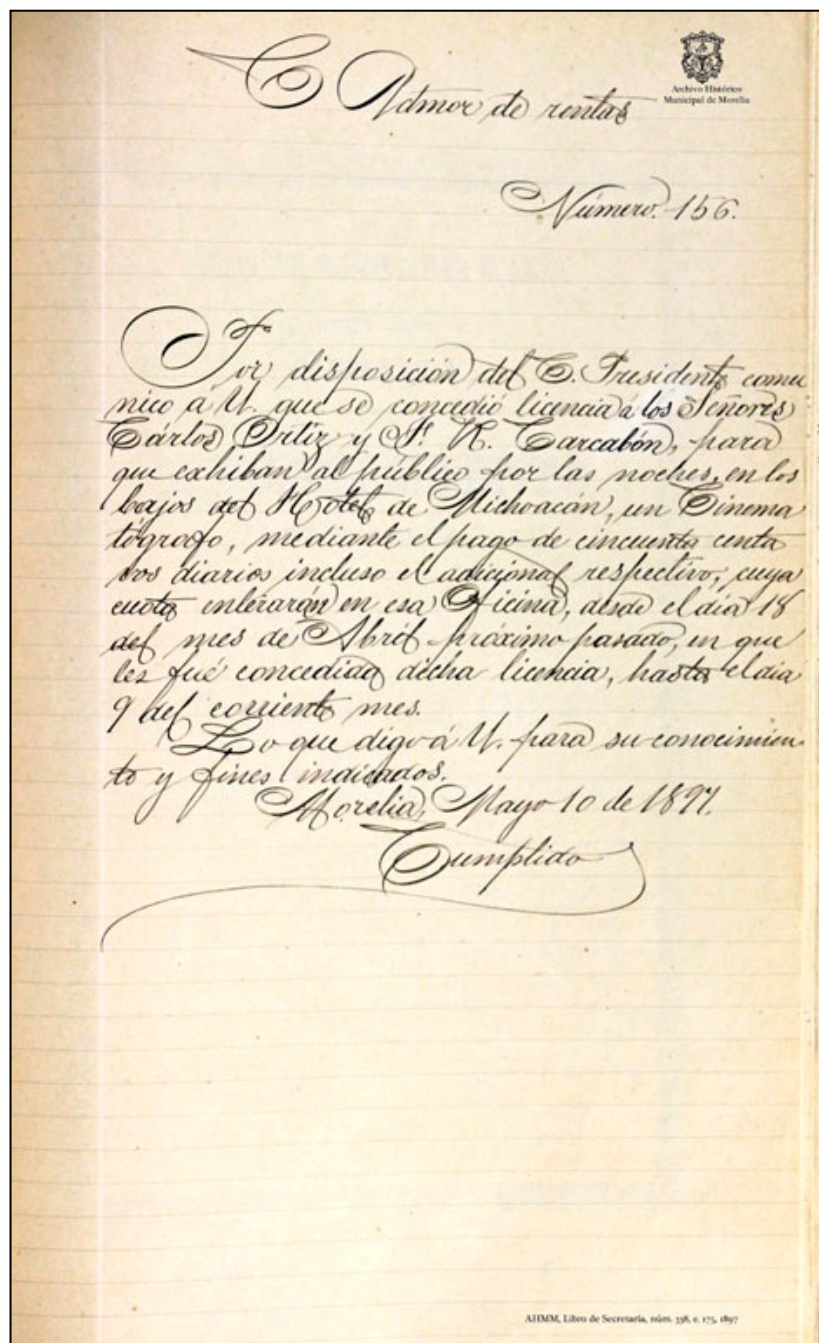 C Admor de rentas
Archivo Histórico
Municipal de Morelia
Número. 156.
Por disposición del C. Presidente comu
nico á U. que se concedió licencia á los Señores
Cárlos Ortiz y P. R. Carcabón, para
que exhiban al público por las noches, en los
bajos del Hotel de Michoacán, un Cinema
tógrafo, mediante el pago de cincuenta centa
vos diarios incluso el adicional respectivo; cuya
cuota enterarán en esa Oficina, desde el día 18
del mes de Abril próximo pasado, en que
les fué concedida dicha licencia, hasta el día
9 del corriente mes.
Lo que digo á U. para su conocimien-
to y fines indicados.
Morelia, Mayo 10 de 1897.
Cumplido
AHMM, Libro de Secretaría, núm. 338, e. 175, 1897